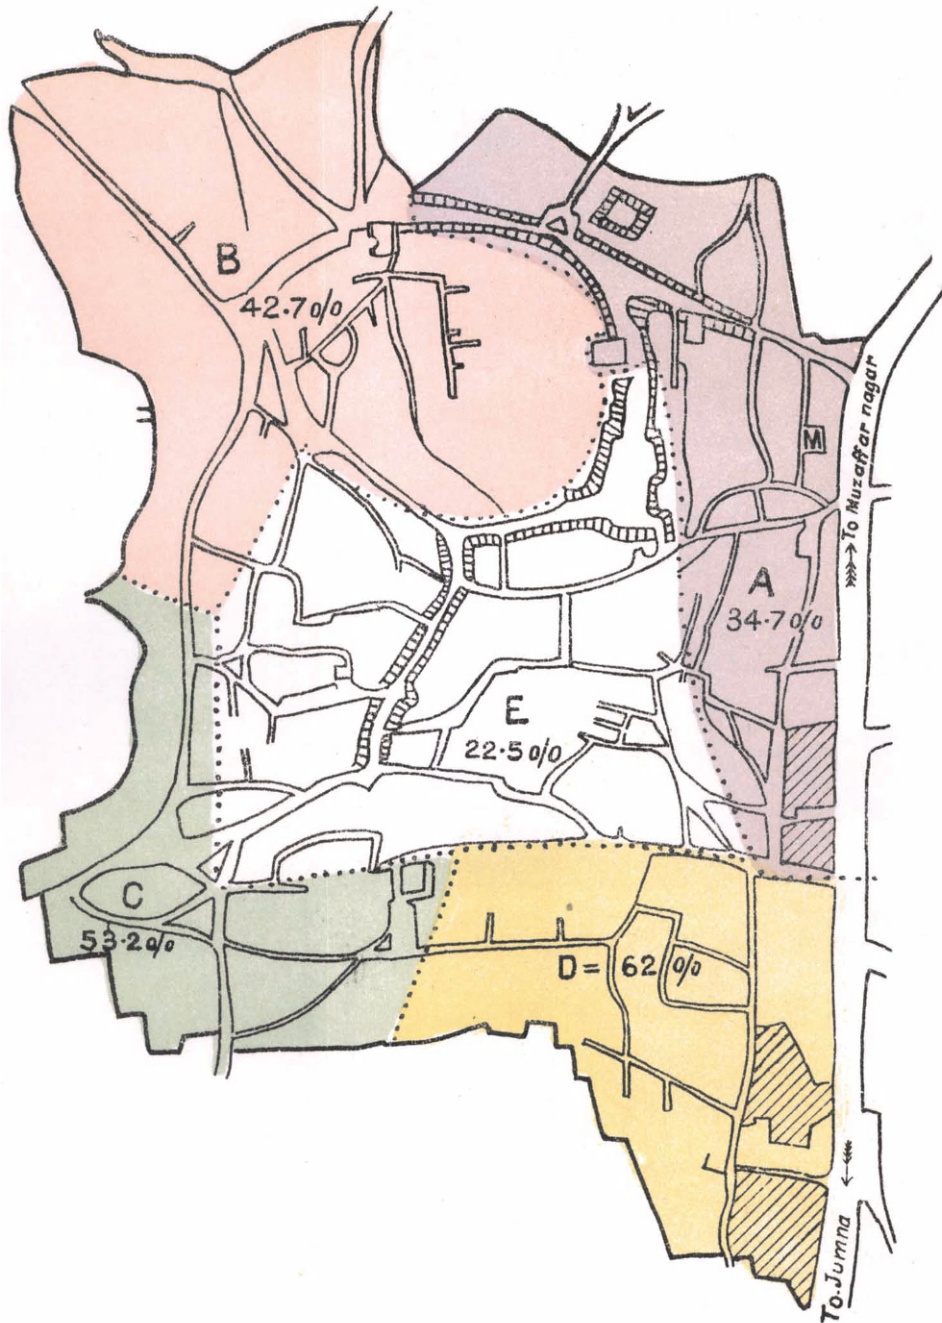 B
42.7 o/o
To Muzaffar nagar
M
A
34.7 o/o
E
22.5 o/o
C
53.2 o/o
D = 62 o/o
To Jumna